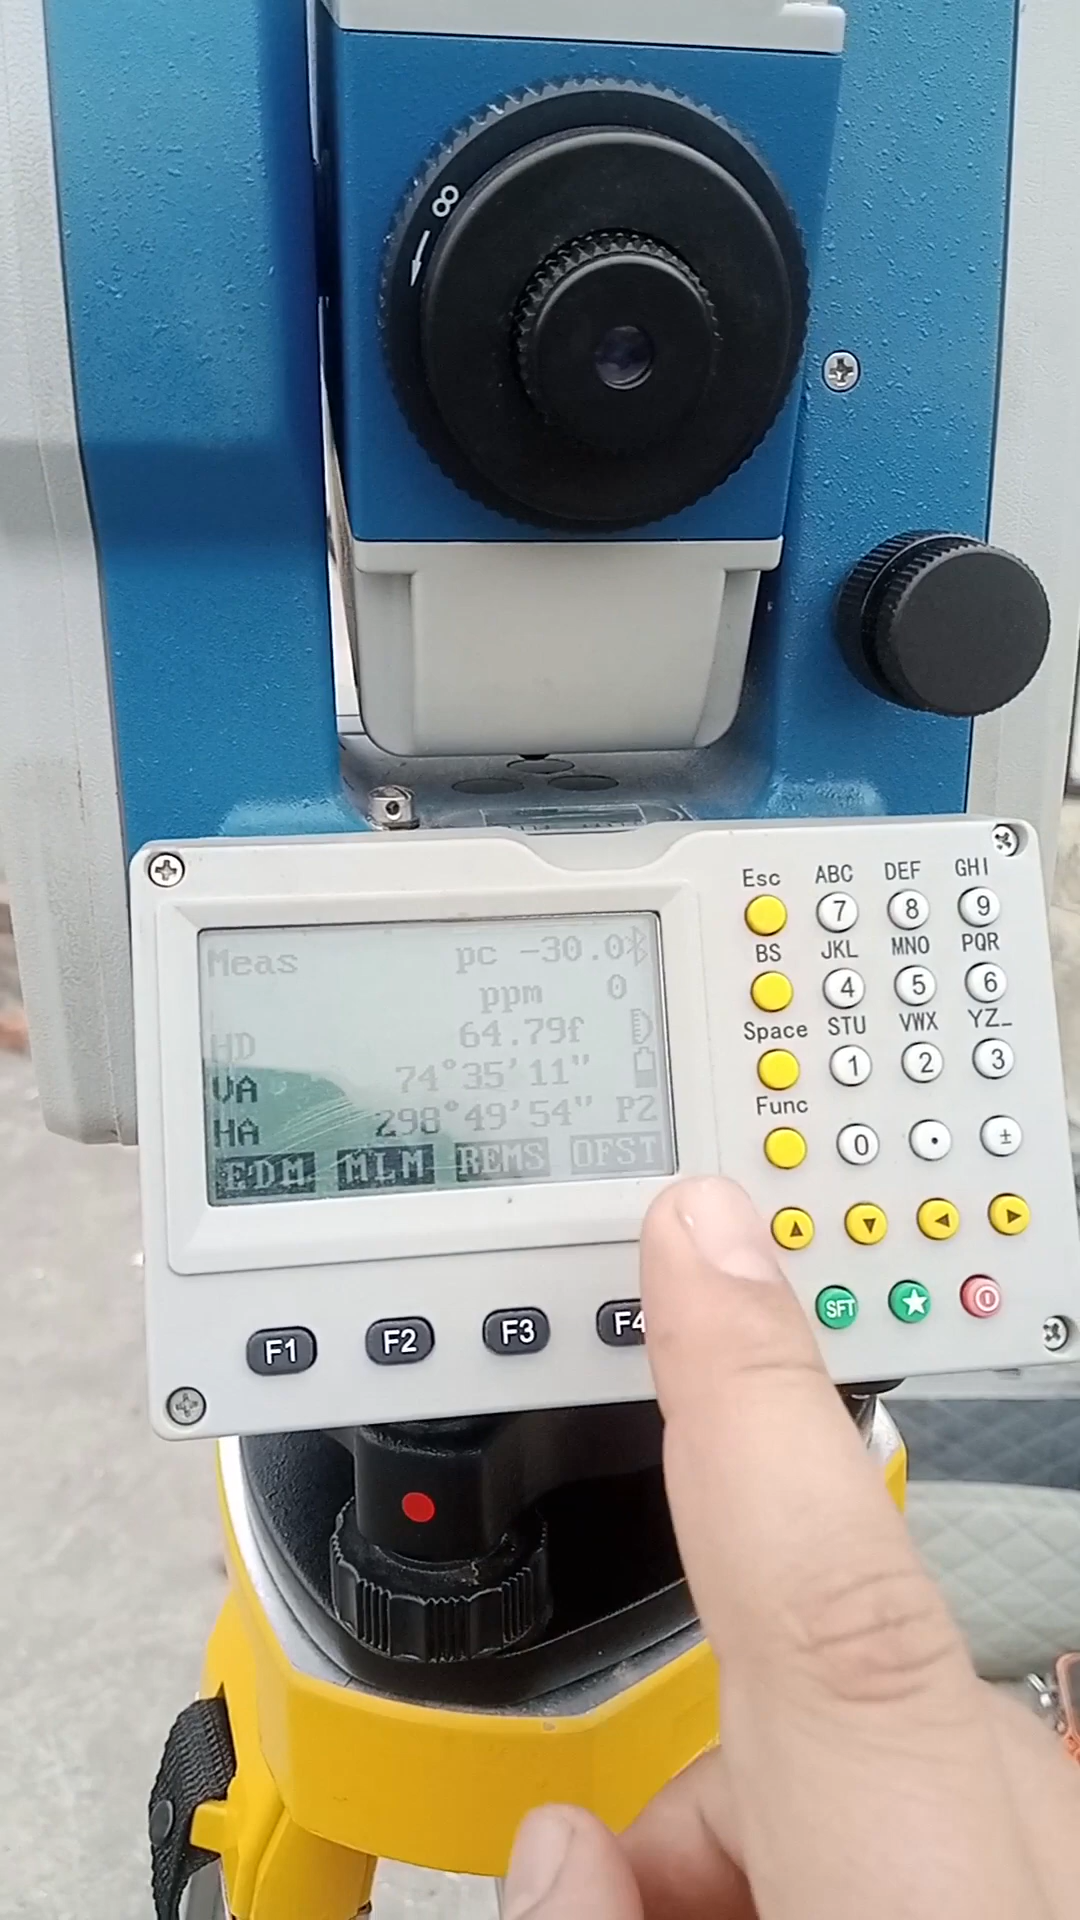 ∞
Meas pc -30.0
ppm 0
HD 64.79f
VA 74°35'11"
HA 298°49'54" P2
EDM MLM REMS OFST
Esc ABC DEF GHI
7 8 9
BS JKL MNO PQR
4 5 6
Space STU VWX YZ_
1 2 3
Func
0 • ±
▲ ▼ ◀ ▶
SFT ★
F1 F2 F3 F4